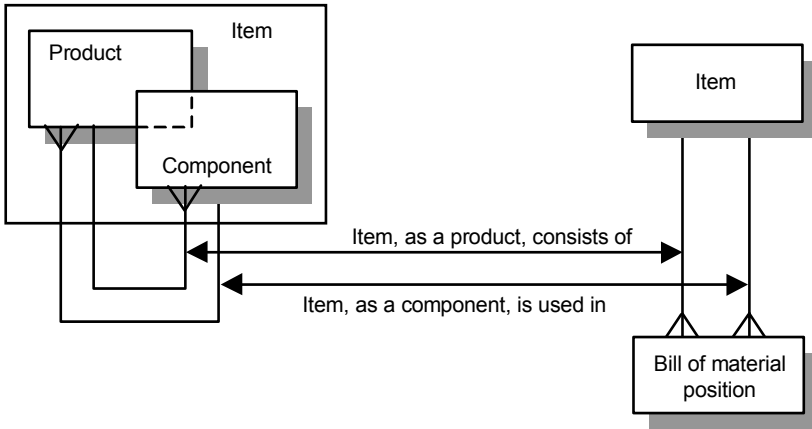 Item
Product
Component
Item
Item, as a product, consists of
Item, as a component, is used in
Bill of material
position